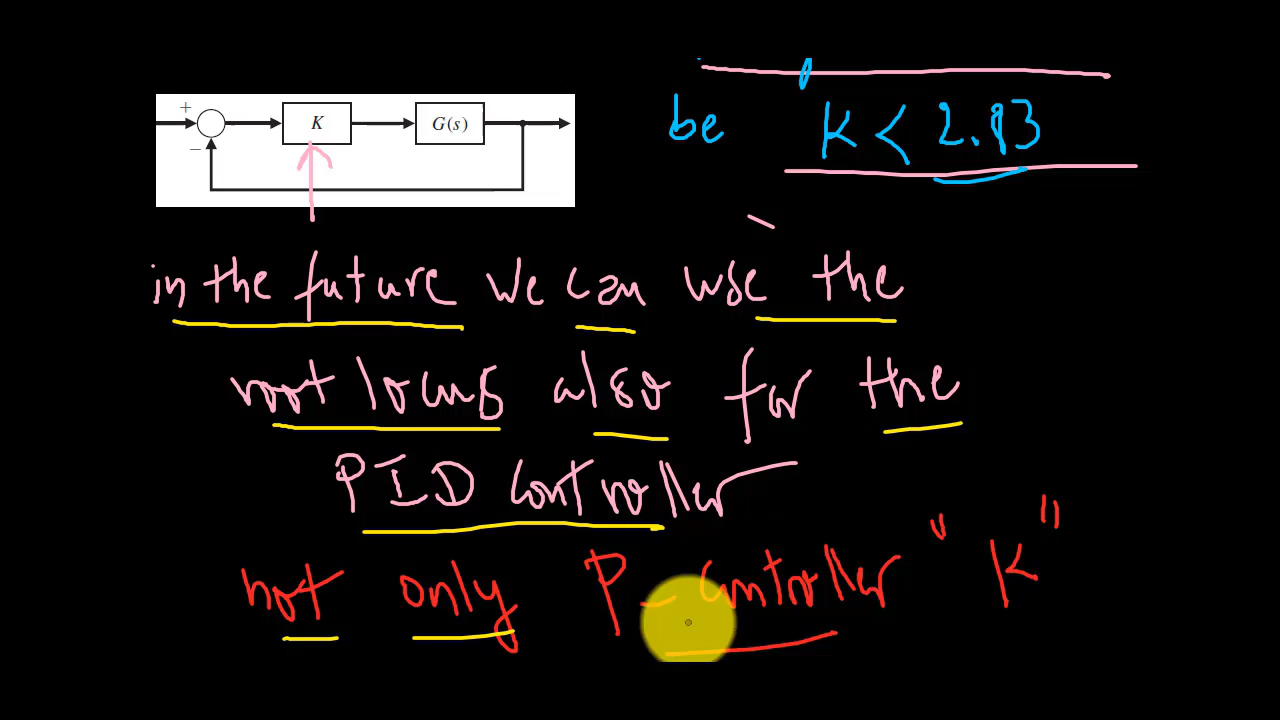 +
K
G(s)
−
be K < 2.83
in the future we can use the
root locus also for the
PID controller
not only P-controller "K"